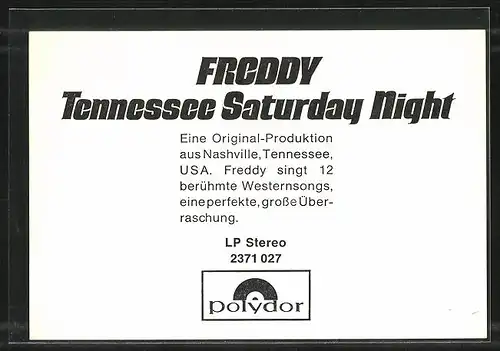 FREDDY
Tennessee Saturday Night
Eine Original-Produktion
aus Nashville, Tennessee,
USA. Freddy singt 12
berühmte Westernsongs,
eine perfekte, große Über-
raschung.
LP Stereo
2371 027
polydor